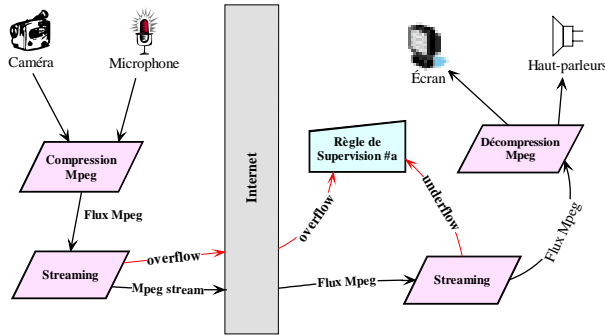 Caméra
Microphone
Écran
Haut-parleurs
Compression
Mpeg
Internet
Règle de
Supervision #a
Décompression
Mpeg
Flux Mpeg
overflow
underflow
Flux Mpeg
Streaming
overflow
Mpeg stream
Flux Mpeg
Streaming